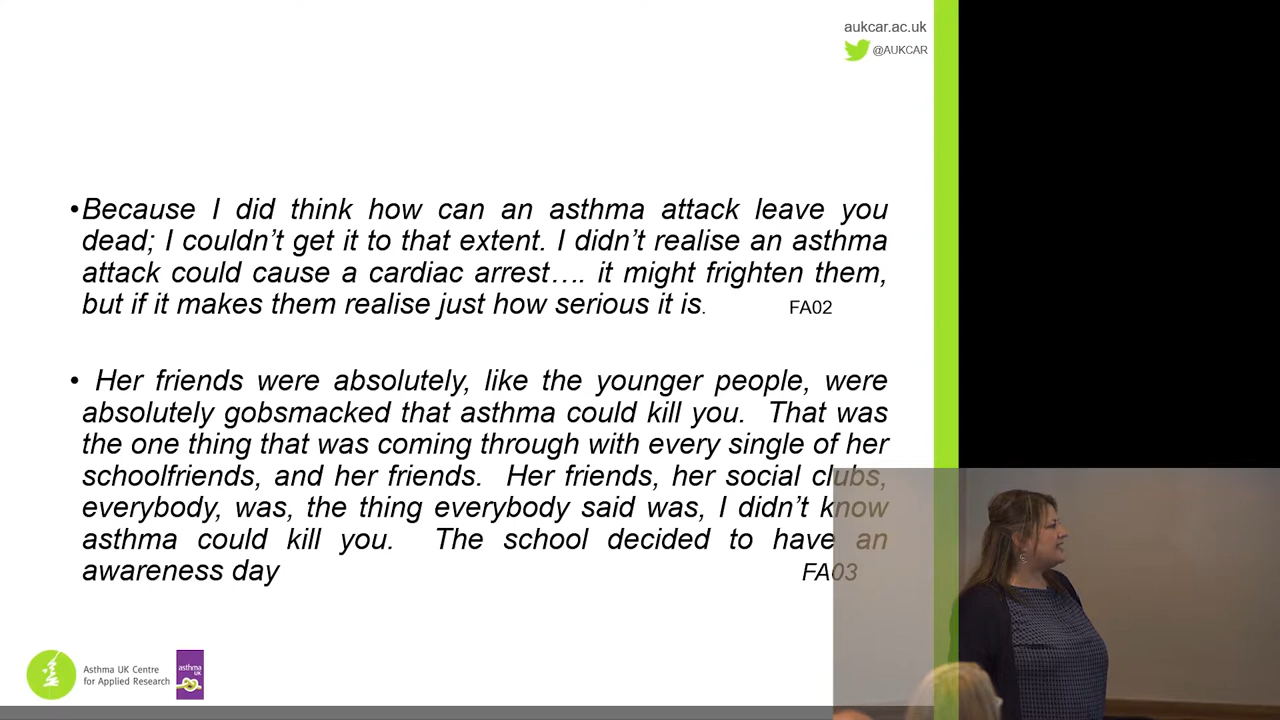 aukcar.ac.uk
@AUKCAR
•Because I did think how can an asthma attack leave you
dead; I couldn’t get it to that extent. I didn’t realise an asthma
attack could cause a cardiac arrest…. it might frighten them,
but if it makes them realise just how serious it is. FA02
• Her friends were absolutely, like the younger people, were
absolutely gobsmacked that asthma could kill you. That was
the one thing that was coming through with every single of her
schoolfriends, and her friends. Her friends, her social clubs,
everybody, was, the thing everybody said was, I didn’t know
asthma could kill you. The school decided to have an
awareness day FA03
Asthma UK Centre
for Applied Research
asthma
UK